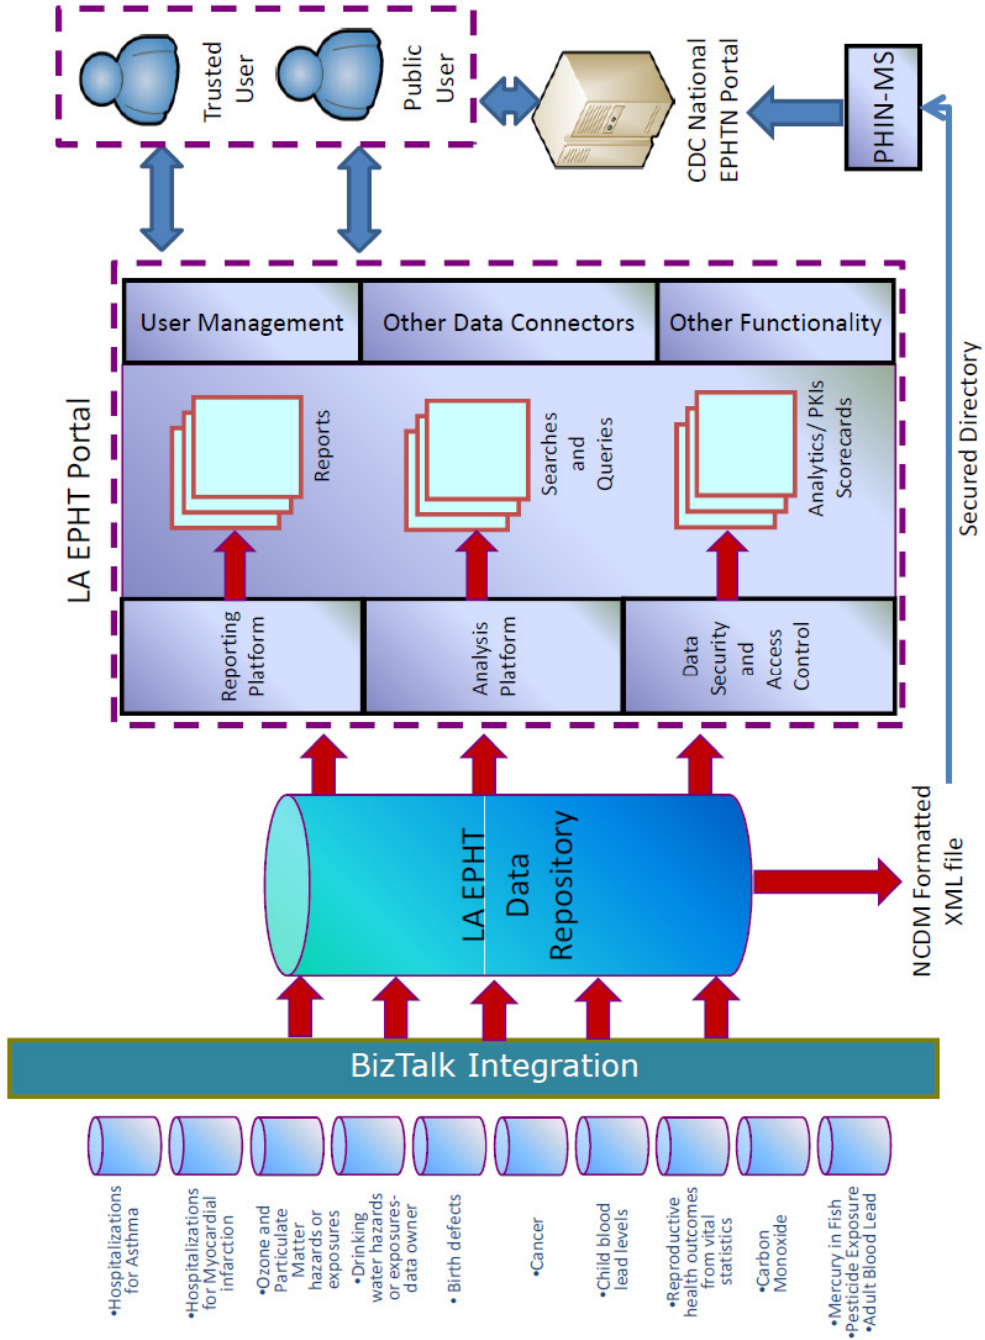 Trusted
User
Public
User
CDC National
EPHTN Portal
PHIN-MS
LA EPHT Portal
User Management
Other Data Connectors
Other Functionality
Reports
Searches
and
Queries
Analytics/ PKIs
Scorecards
Reporting
Platform
Analysis
Platform
Data
Security
and
Access
Control
Secured Directory
LA EPHT
Data
Repository
NCDM Formatted
XML file
BizTalk Integration
•Hospitalizations
for Asthma
•Hospitalizations
for Myocardial
infarction
•Ozone and
Particulate
Matter
hazards or
exposures
•Drinking
water hazards
or exposures-
data owner
• Birth defects
•Cancer
•Child blood
lead levels
•Reproductive
health outcomes
from vital
statistics
•Carbon
Monoxide
•Mercury in Fish
•Pesticide Exposure
•Adult Blood Lead